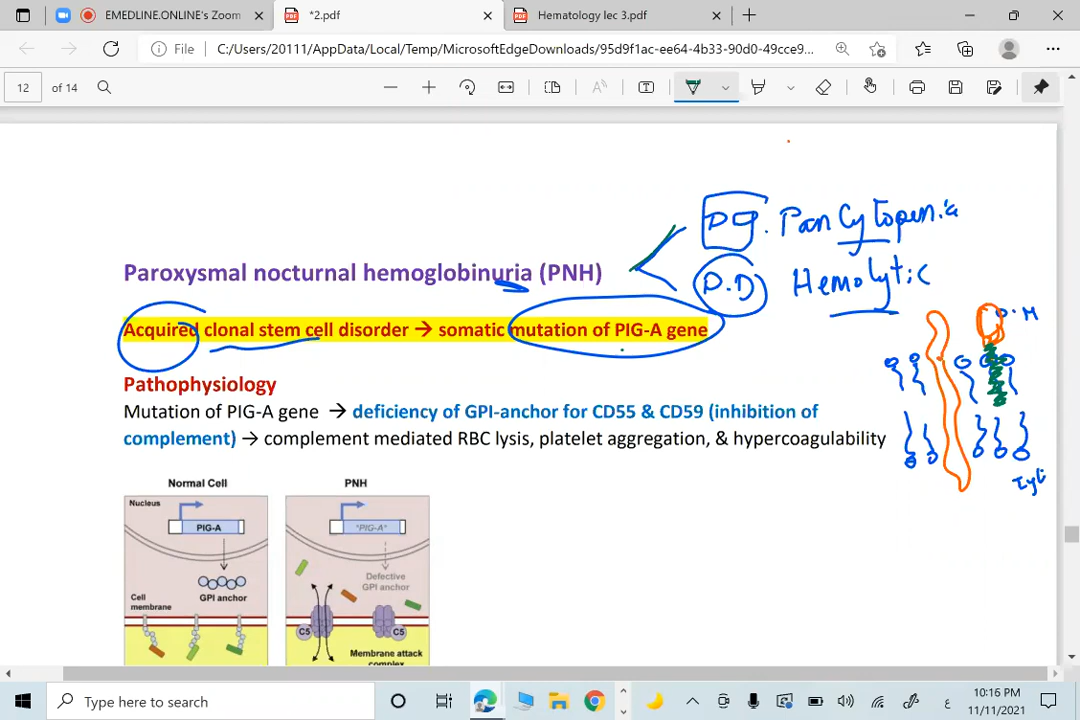 EMEDLINE.ONLINE's Zoom
*2.pdf
Hematology lec 3.pdf
File
C:/Users/20111/AppData/Local/Temp/MicrosoftEdgeDownloads/95d9f1ac-ee64-4b33-90d0-49cce9...
12 of 14
Pancytopenia
D.D Hemolytic
Paroxysmal nocturnal hemoglobinuria (PNH)
Acquired clonal stem cell disorder → somatic mutation of PIG-A gene
Pathophysiology
Mutation of PIG-A gene → deficiency of GPI-anchor for CD55 & CD59 (inhibition of
complement) → complement mediated RBC lysis, platelet aggregation, & hypercoagulability
Normal Cell
PNH
Nucleus
PIG-A
*PIG-A*
GPI anchor
Defective
GPI anchor
Cell
membrane
C5
C5
Membrane attack
complex
Type here to search
ع
10:16 PM
11/11/2021